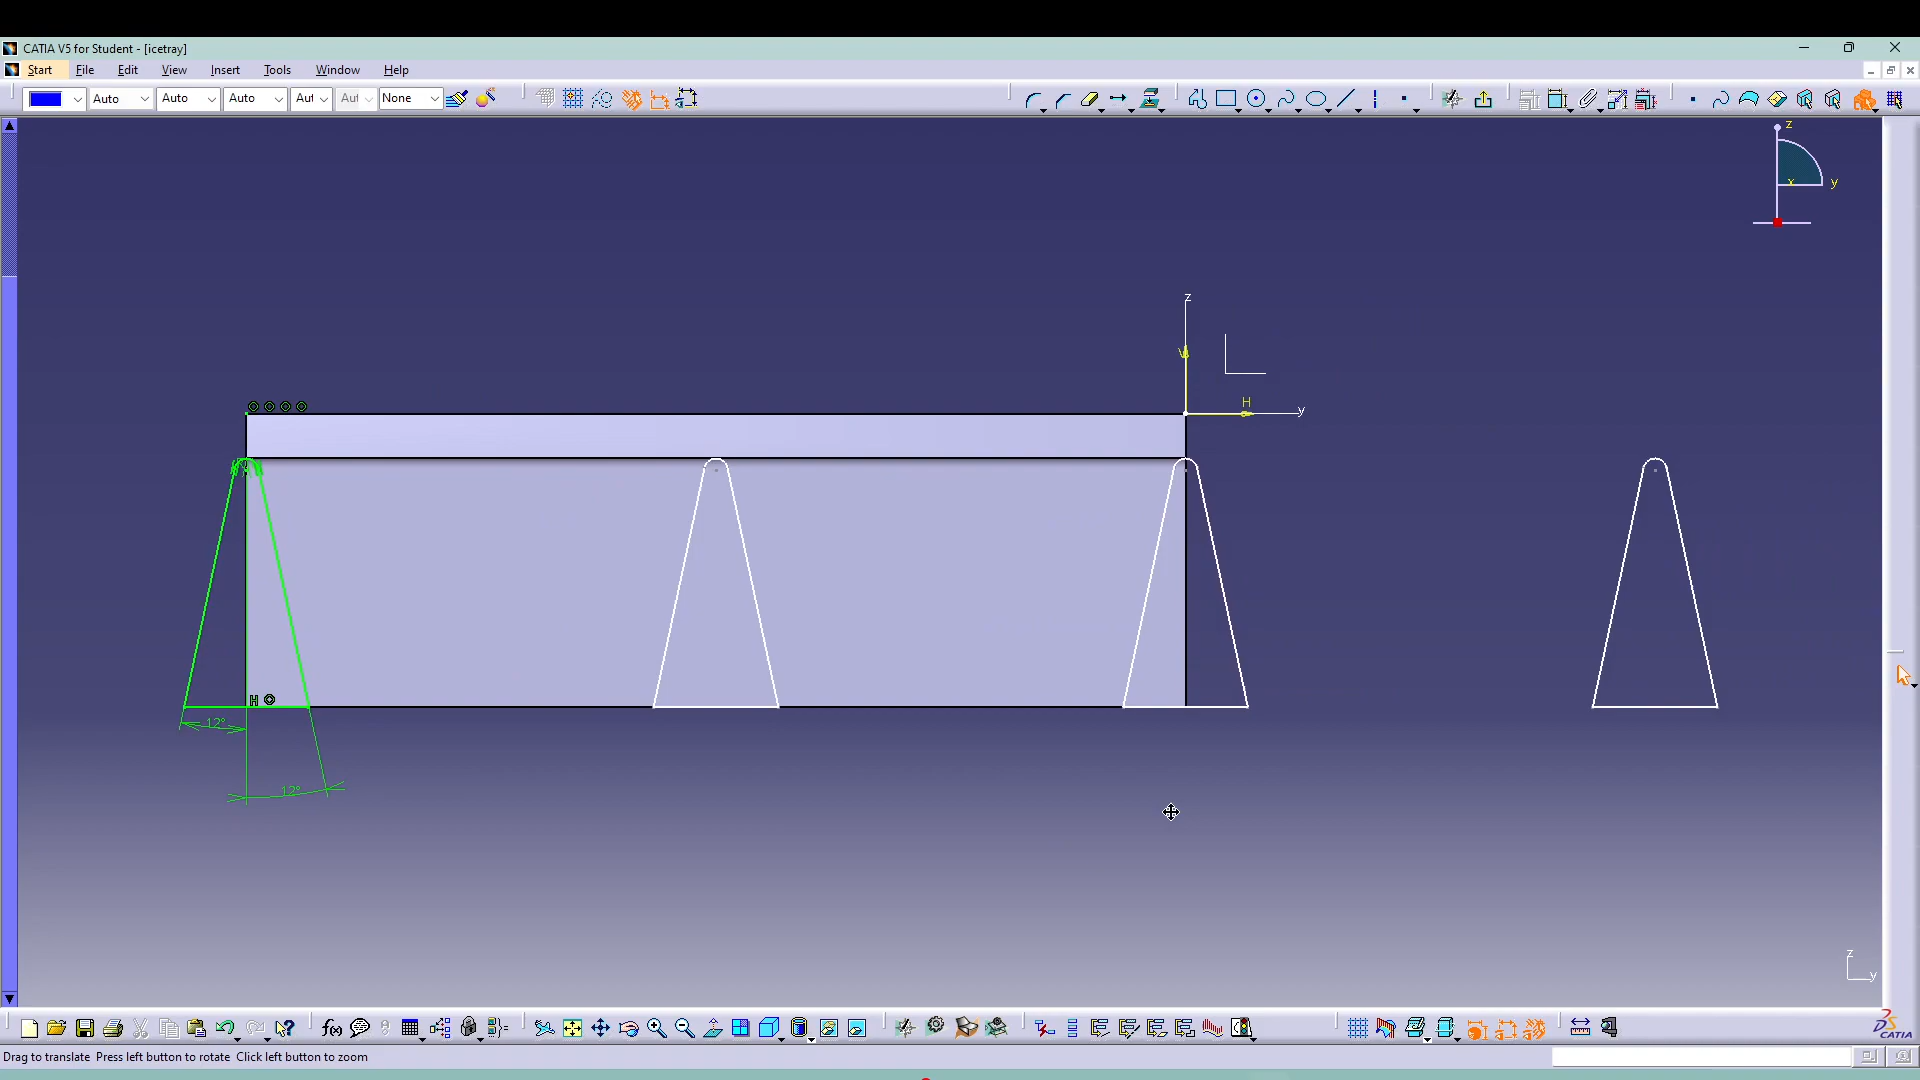 CATIA V5 for Student - [icetray]
Start File Edit View Insert Tools Window Help
Auto Auto Auto Aut Aut None
z
x y
z
V
H
y
H
12°
12°
z
y
CATIA
Drag to translate Press left button to rotate Click left button to zoom